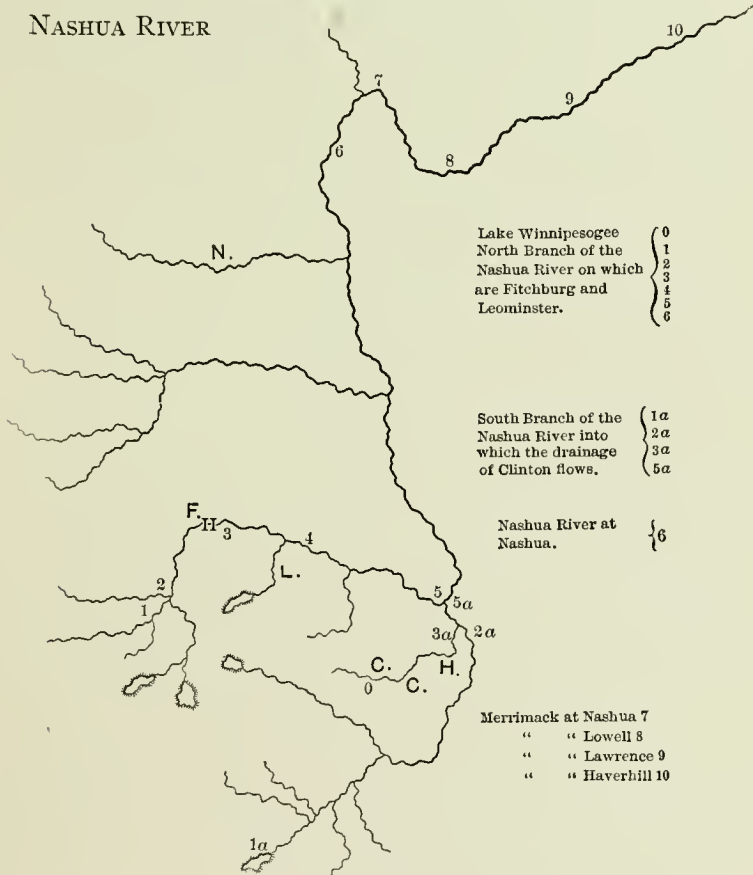 NASHUA RIVER
10
7
9
6
8
N.
Lake Winnipesogee { 0
North Branch of the 1
Nashua River on which 2
3
are Fitchburg and 4
5
Leominster. 6
South Branch of the { 1a
Nashua River into 2a
which the drainage 3a
of Clinton flows. 5a
F.
H
3
4
Nashua River at
Nashua. { 6
L.
2
1
5
5a
3a
2a
C.
H.
0
C.
Merrimack at Nashua 7
“ “ Lowell 8
“ “ Lawrence 9
“ “ Haverhill 10
1a